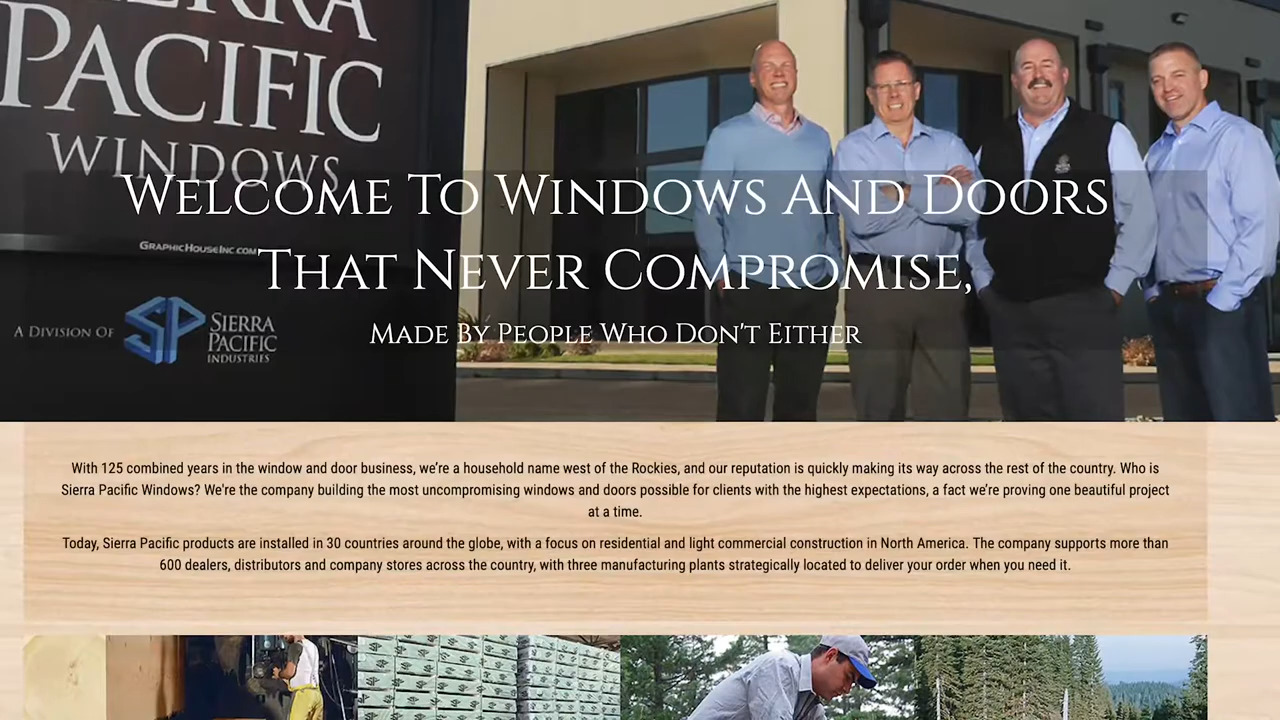 PACIFIC
WINDOWS
WELCOME TO WINDOWS AND DOORS
THAT NEVER COMPROMISE,
MADE BY PEOPLE WHO DON'T EITHER
GRAPHICHOUSEINC.COM
A DIVISION OF
SP
SIERRA
PACIFIC
INDUSTRIES
With 125 combined years in the window and door business, we’re a household name west of the Rockies, and our reputation is quickly making its way across the rest of the country. Who is
Sierra Pacific Windows? We're the company building the most uncompromising windows and doors possible for clients with the highest expectations, a fact we’re proving one beautiful project
at a time.
Today, Sierra Pacific products are installed in 30 countries around the globe, with a focus on residential and light commercial construction in North America. The company supports more than
600 dealers, distributors and company stores across the country, with three manufacturing plants strategically located to deliver your order when you need it.